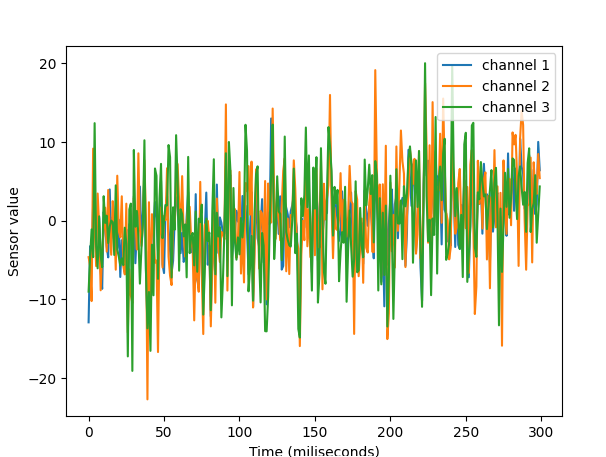 channel 1
channel 2
channel 3
20
10
0
−10
−20
Sensor value
0 50 100 150 200 250 300
Time (miliseconds)